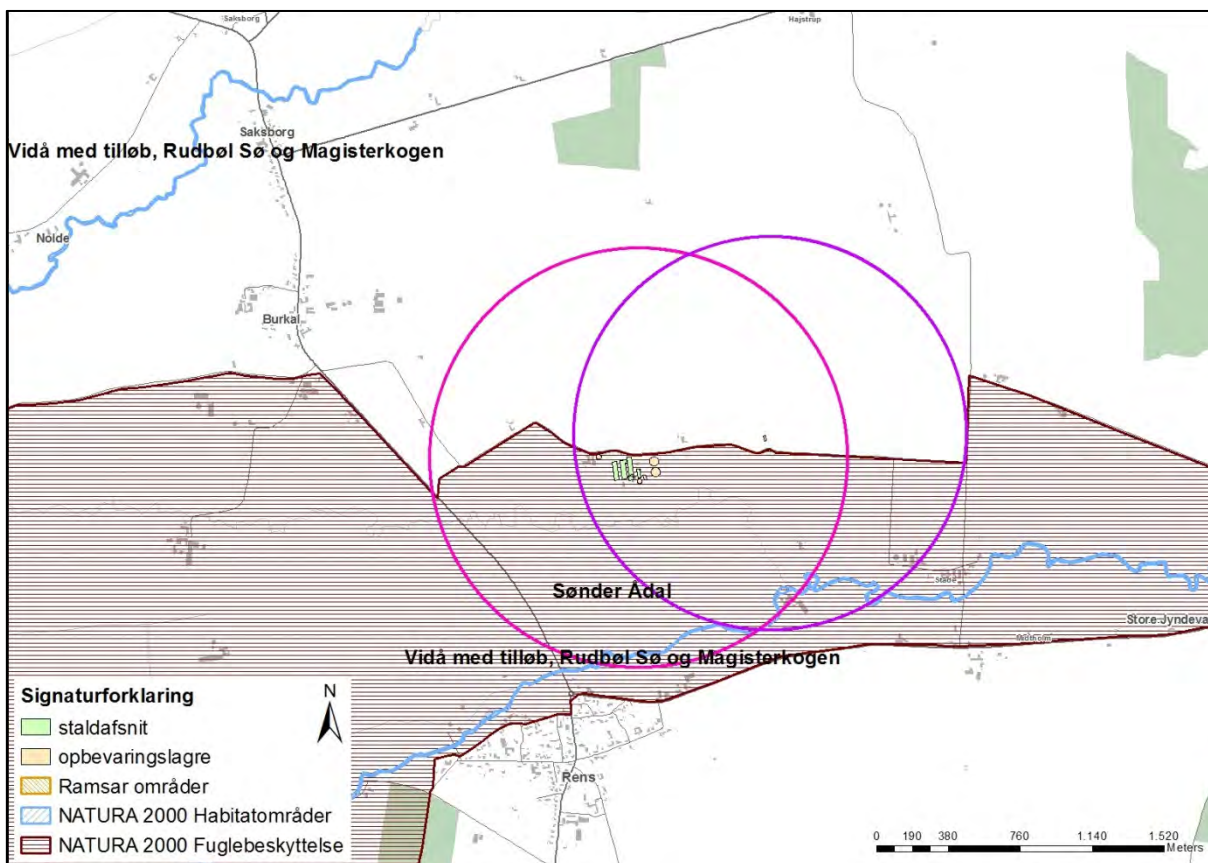 Saksborg
Hajstrup
Saksborg
Vidå med tilløb, Rudbøl Sø og Magisterkogen
Nolde
Burkal
Sønder Ådal
Store Jyndeva
Vidå med tilløb, Rudbøl Sø og Magisterkogen
Rens
Signaturforklaring
N
staldafsnit
opbevaringslagre
Ramsar områder
NATURA 2000 Habitatområder
NATURA 2000 Fuglebeskyttelse
0 190 380 760 1.140 1.520
Meters